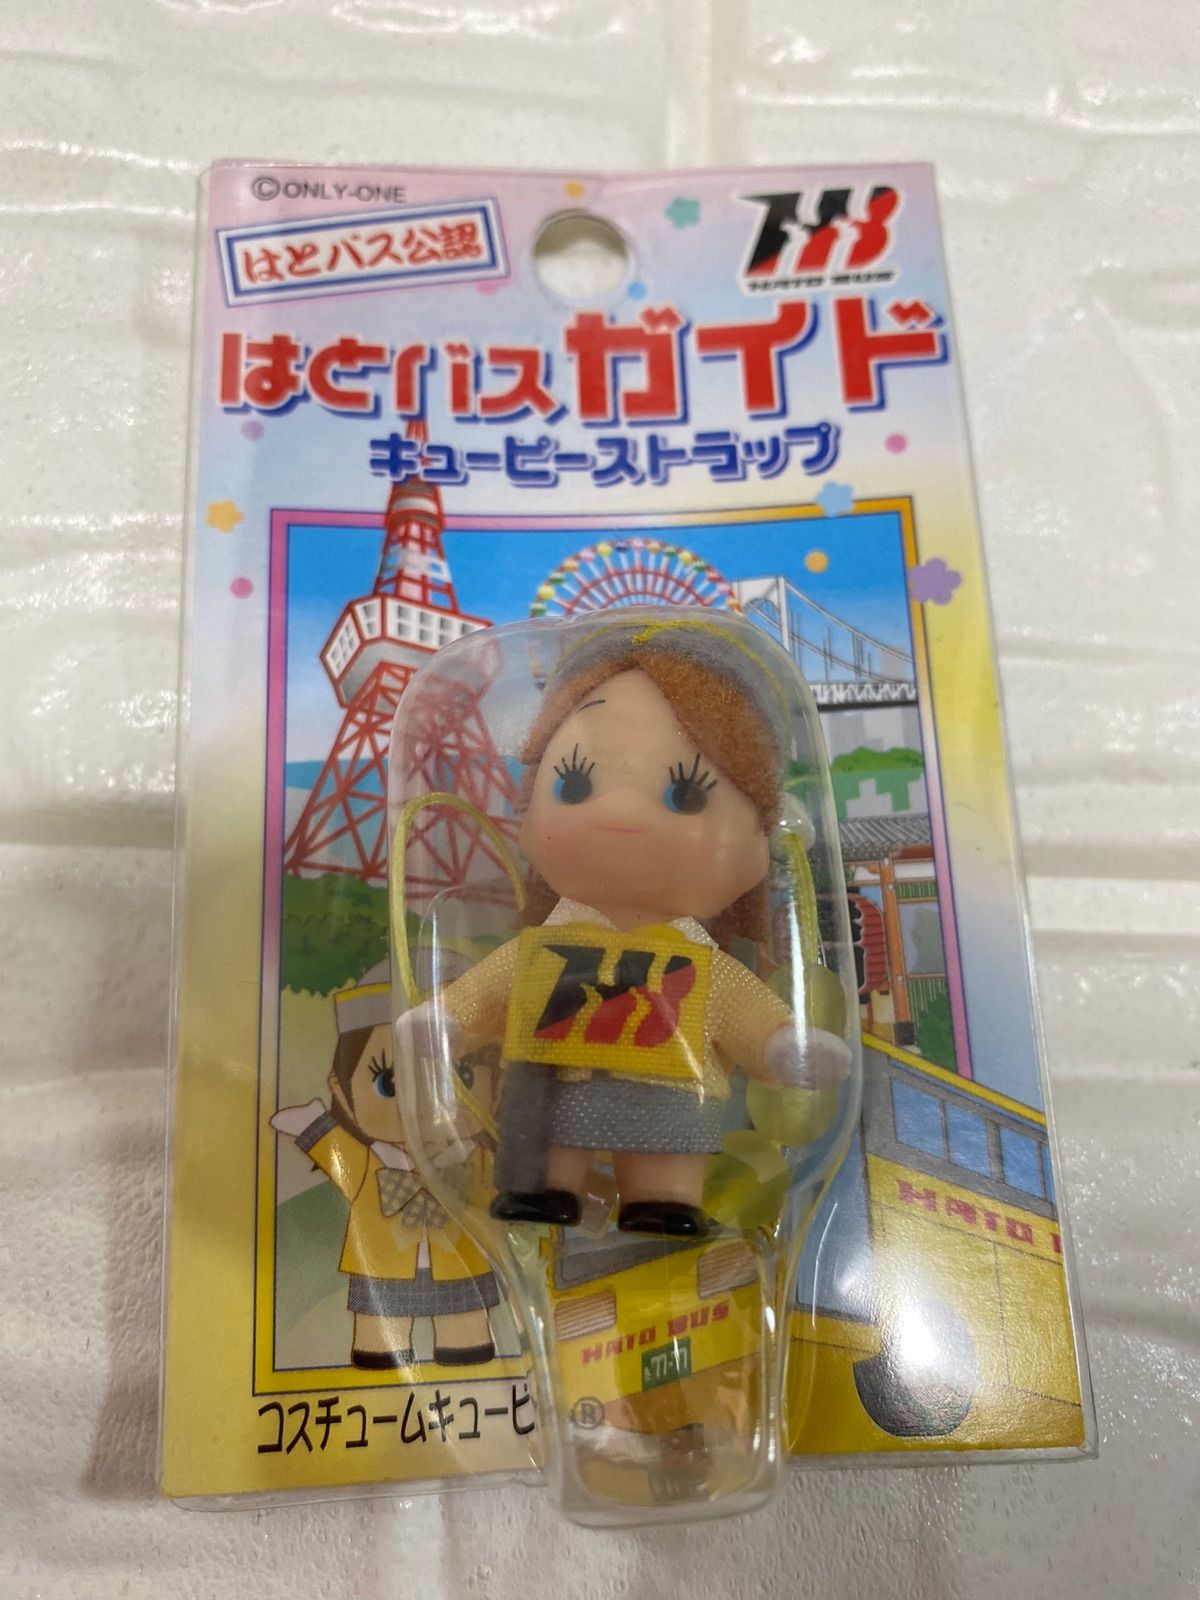 ©ONLY-ONE
はとバス公認
HATO BUS
はとバスガイド
キューピーストラップ
HATO
HATO BUS
コスチュームキューピー®